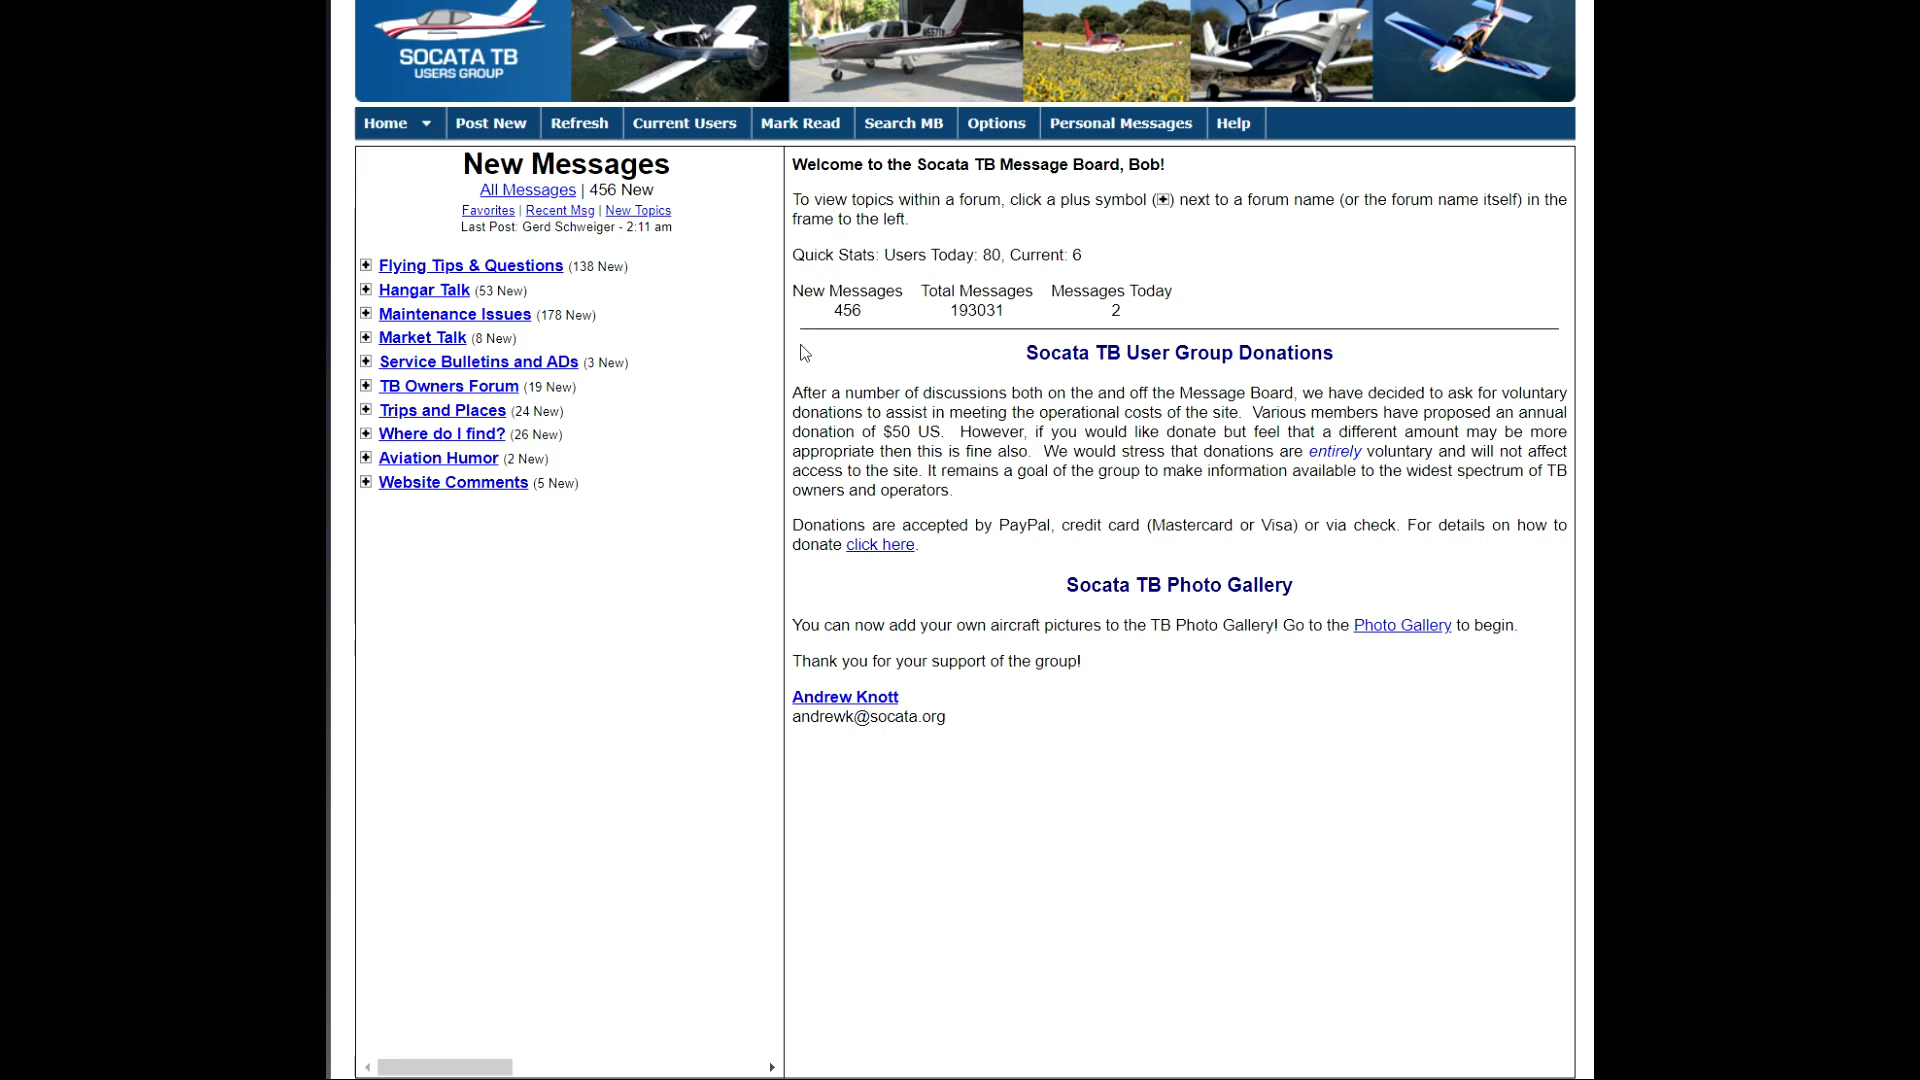 SOCATA TB
USERS GROUP
Home
Post New
Refresh
Current Users
Mark Read
Search MB
Options
Personal Messages
Help
New Messages
All Messages | 456 New
Favorites | Recent Msg | New Topics
Last Post: Gerd Schweiger - 2:11 am
Flying Tips & Questions (138 New)
Hangar Talk (53 New)
Maintenance Issues (178 New)
Market Talk (8 New)
Service Bulletins and ADs (3 New)
TB Owners Forum (19 New)
Trips and Places (24 New)
Where do I find? (26 New)
Aviation Humor (2 New)
Website Comments (5 New)
Welcome to the Socata TB Message Board, Bob!
To view topics within a forum, click a plus symbol (+) next to a forum name (or the forum name itself) in the
frame to the left.
Quick Stats: Users Today: 80, Current: 6
New Messages Total Messages Messages Today
456 193031 2
Socata TB User Group Donations
After a number of discussions both on the and off the Message Board, we have decided to ask for voluntary
donations to assist in meeting the operational costs of the site. Various members have proposed an annual
donation of $50 US. However, if you would like donate but feel that a different amount may be more
appropriate then this is fine also. We would stress that donations are entirely voluntary and will not affect
access to the site. It remains a goal of the group to make information available to the widest spectrum of TB
owners and operators.
Donations are accepted by PayPal, credit card (Mastercard or Visa) or via check. For details on how to
donate click here.
Socata TB Photo Gallery
You can now add your own aircraft pictures to the TB Photo Gallery! Go to the Photo Gallery to begin.
Thank you for your support of the group!
Andrew Knott
andrewk@socata.org